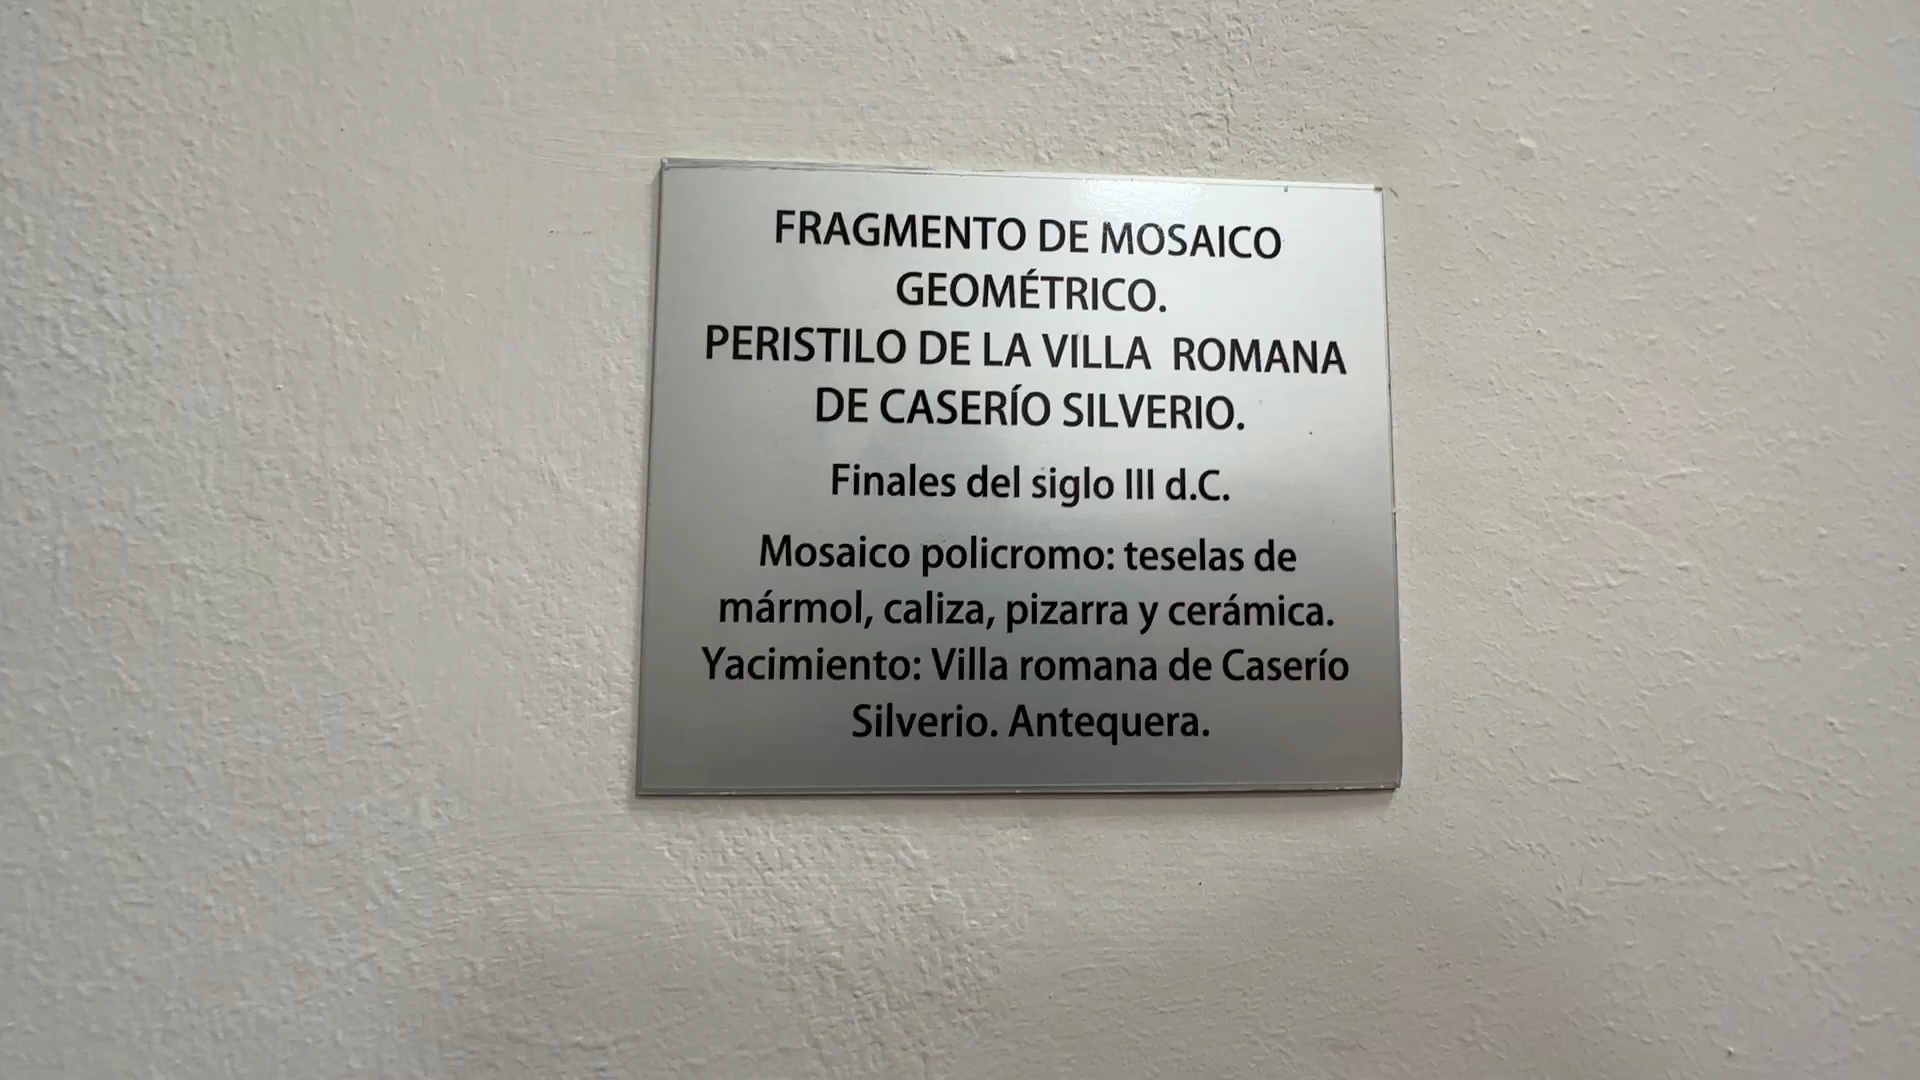 FRAGMENTO DE MOSAICO
GEOMÉTRICO.
PERISTILO DE LA VILLA ROMANA
DE CASERÍO SILVERIO.
Finales del siglo III d.C.
Mosaico policromo: teselas de
mármol, caliza, pizarra y cerámica.
Yacimiento: Villa romana de Caserío
Silverio. Antequera.